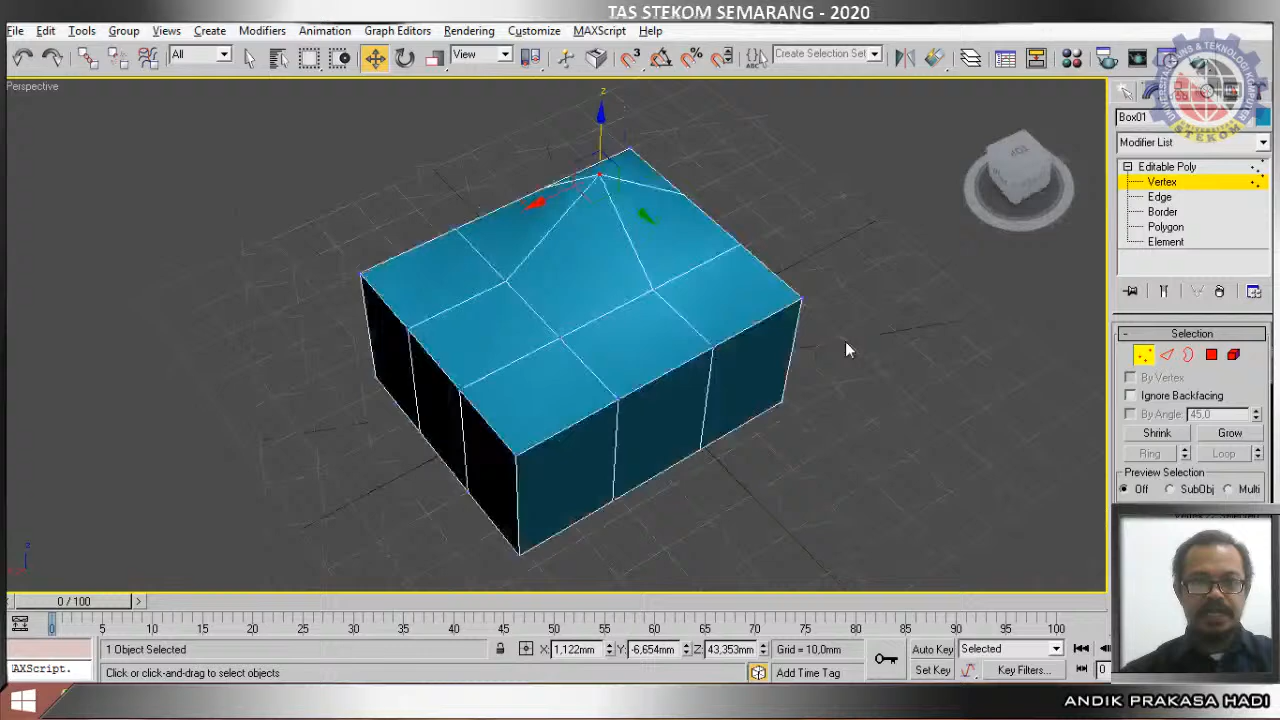 TAS STEKOM SEMARANG - 2020
File Edit Tools Group Views Create Modifiers Animation Graph Editors Rendering Customize MAXScript Help
All View Create Selection Set
Perspective
Box01
Modifier List
Editable Poly
Vertex
Edge
Border
Polygon
Element
Selection
By Vertex
Ignore Backfacing
By Angle: 45,0
Shrink Grow
Ring Loop
Preview Selection
Off SubObj Multi
z
z
STEKOM
0 / 100
5 10 15 20 25 30 35 40 45 50 55 60 65 70 75 80 85 90 95 100
1 Object Selected X: 1,122mm Y: -6,654mm Z: 43,353mm Grid = 10,0mm Auto Key Selected
AXScript. Click or click-and-drag to select objects Add Time Tag Set Key Key Filters... 0
ANDIK PRAKASA HADI